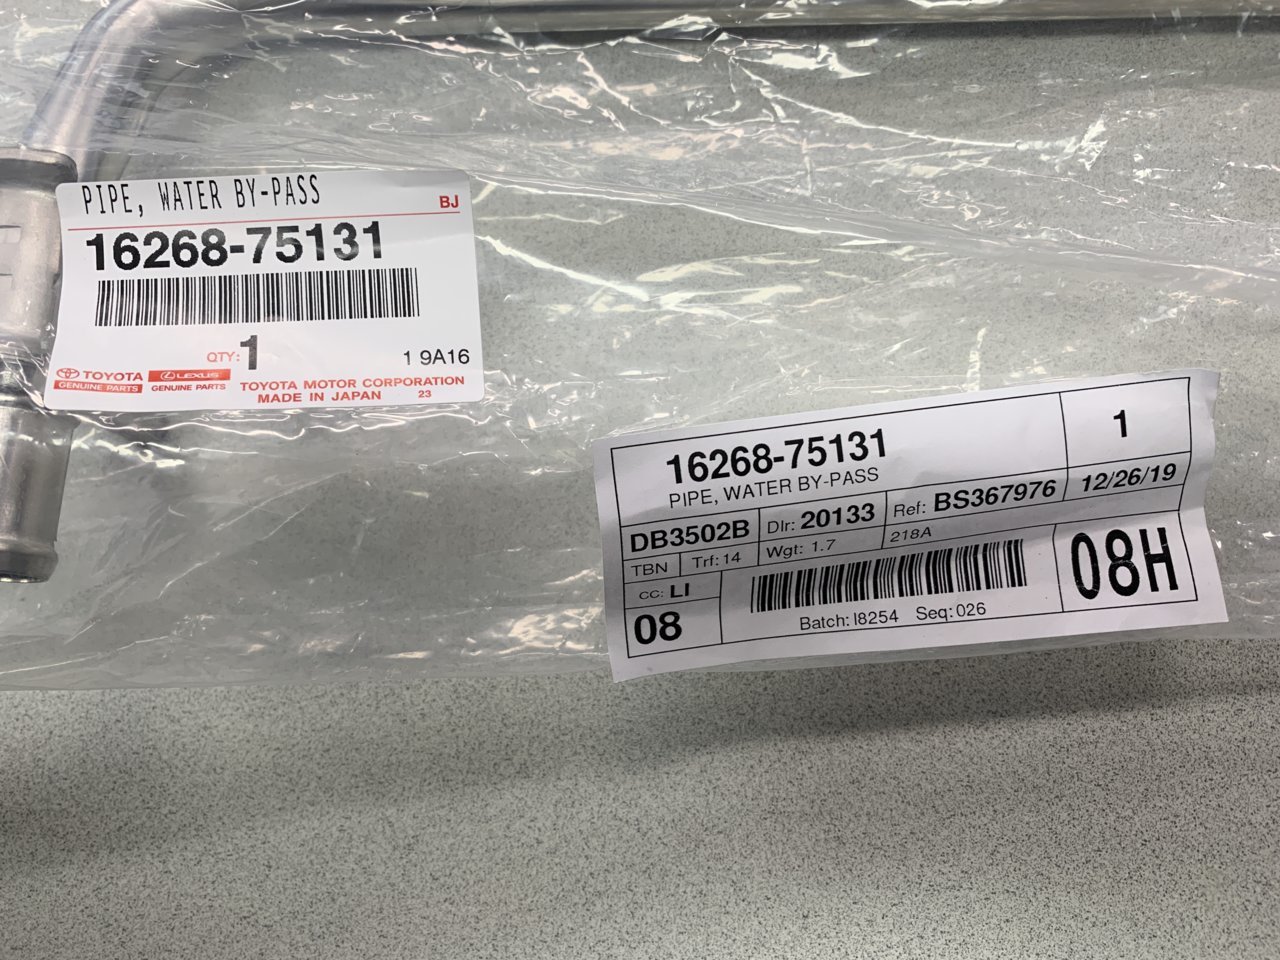 PIPE, WATER BY-PASS
BJ
16268-75131
QTY: 1
1 9A16
TOYOTA
GENUINE PARTS
LEXUS
GENUINE PARTS
TOYOTA MOTOR CORPORATION
MADE IN JAPAN 23
16268-75131
PIPE, WATER BY-PASS
1
DB3502B Dlr: 20133 Ref: BS367976 12/26/19
TBN Trf: 14 Wgt: 1.7 218A
CC: LI
08
08H
Batch: I8254 Seq: 026